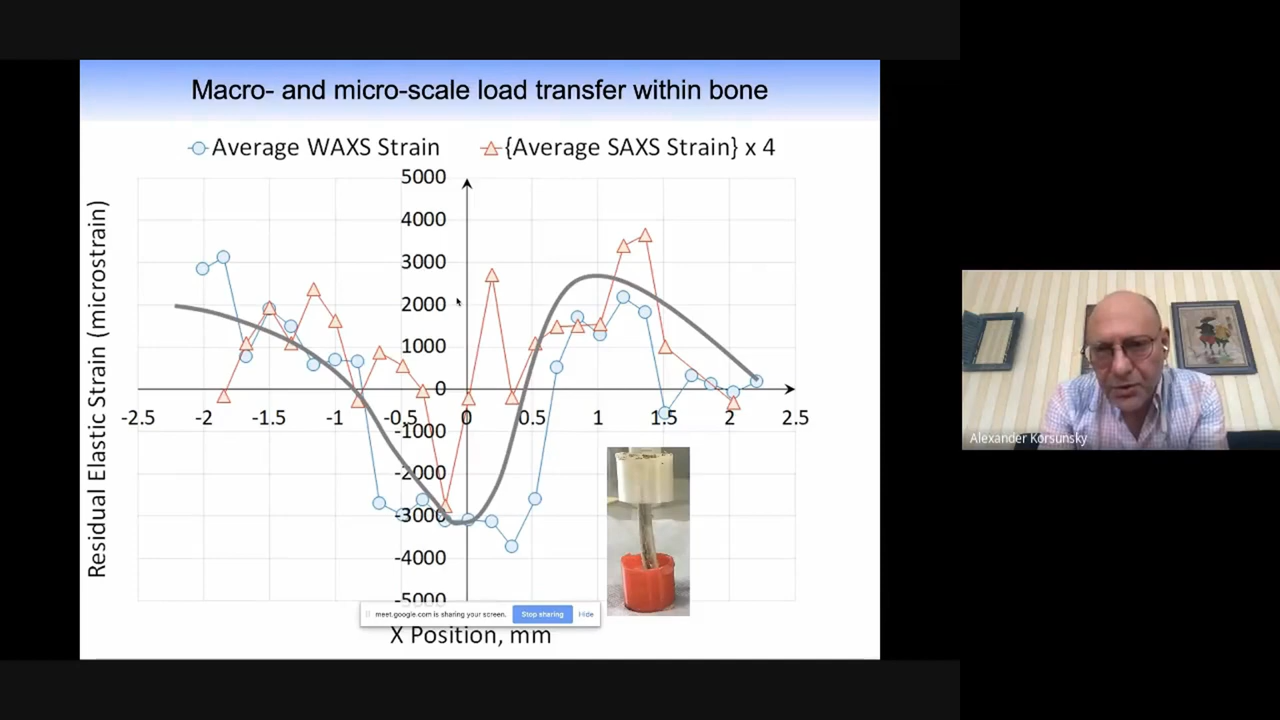 Macro- and micro-scale load transfer within bone
Average WAXS Strain
{Average SAXS Strain} x 4
5000
4000
3000
2000
1000
0
-1000
-2000
-3000
-4000
-5000
-2.5
-2
-1.5
-1
-0.5
0
0.5
1
1.5
2
2.5
Residual Elastic Strain (microstrain)
meet.google.com is sharing your screen.
Stop sharing
Hide
X Position, mm
Alexander Korsunsky